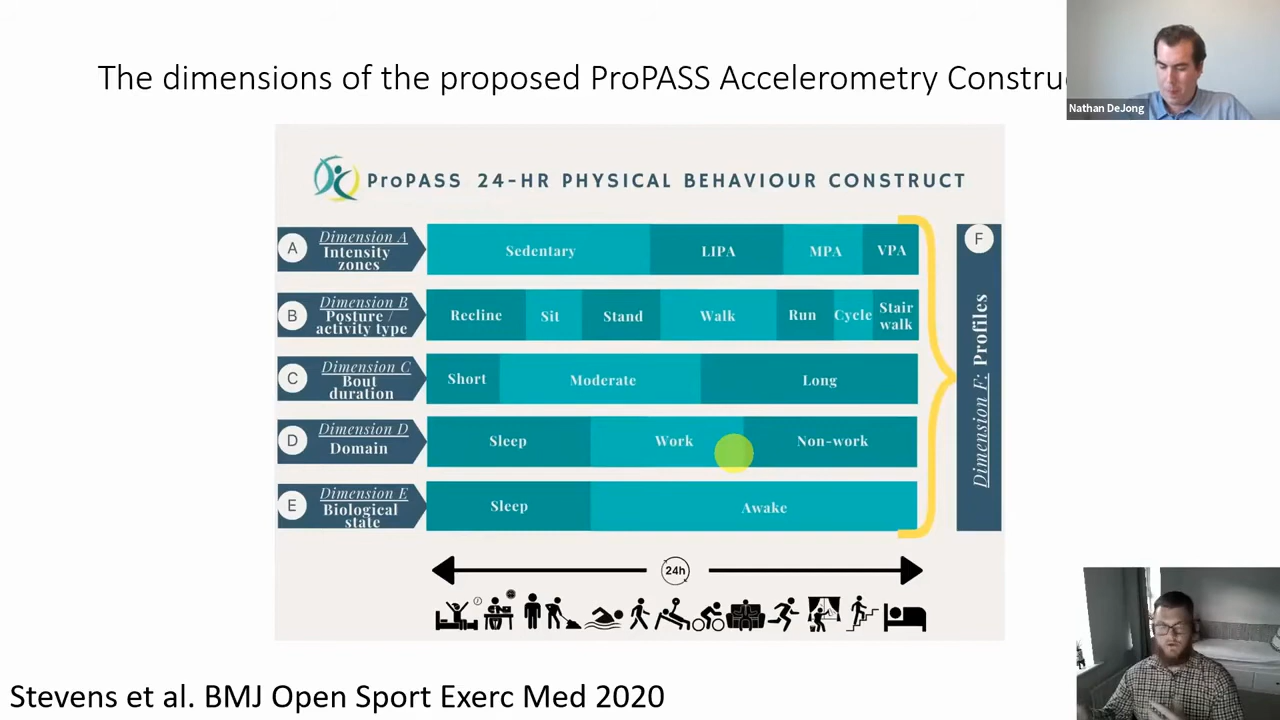 The dimensions of the proposed ProPASS Accelerometry Constru
Nathan DeJong
ProPASS 24-HR PHYSICAL BEHAVIOUR CONSTRUCT
A
Dimension A
Intensity
zones
Sedentary
LIPA
MPA
VPA
B
Dimension B
Posture /
activity type
Recline
Sit
Stand
Walk
Run
Cycle
Stair
walk
C
Dimension C
Bout
duration
Short
Moderate
Long
D
Dimension D
Domain
Sleep
Work
Non-work
E
Dimension E
Biological
state
Sleep
Awake
F
Dimension F: Profiles
24h
Stevens et al. BMJ Open Sport Exerc Med 2020